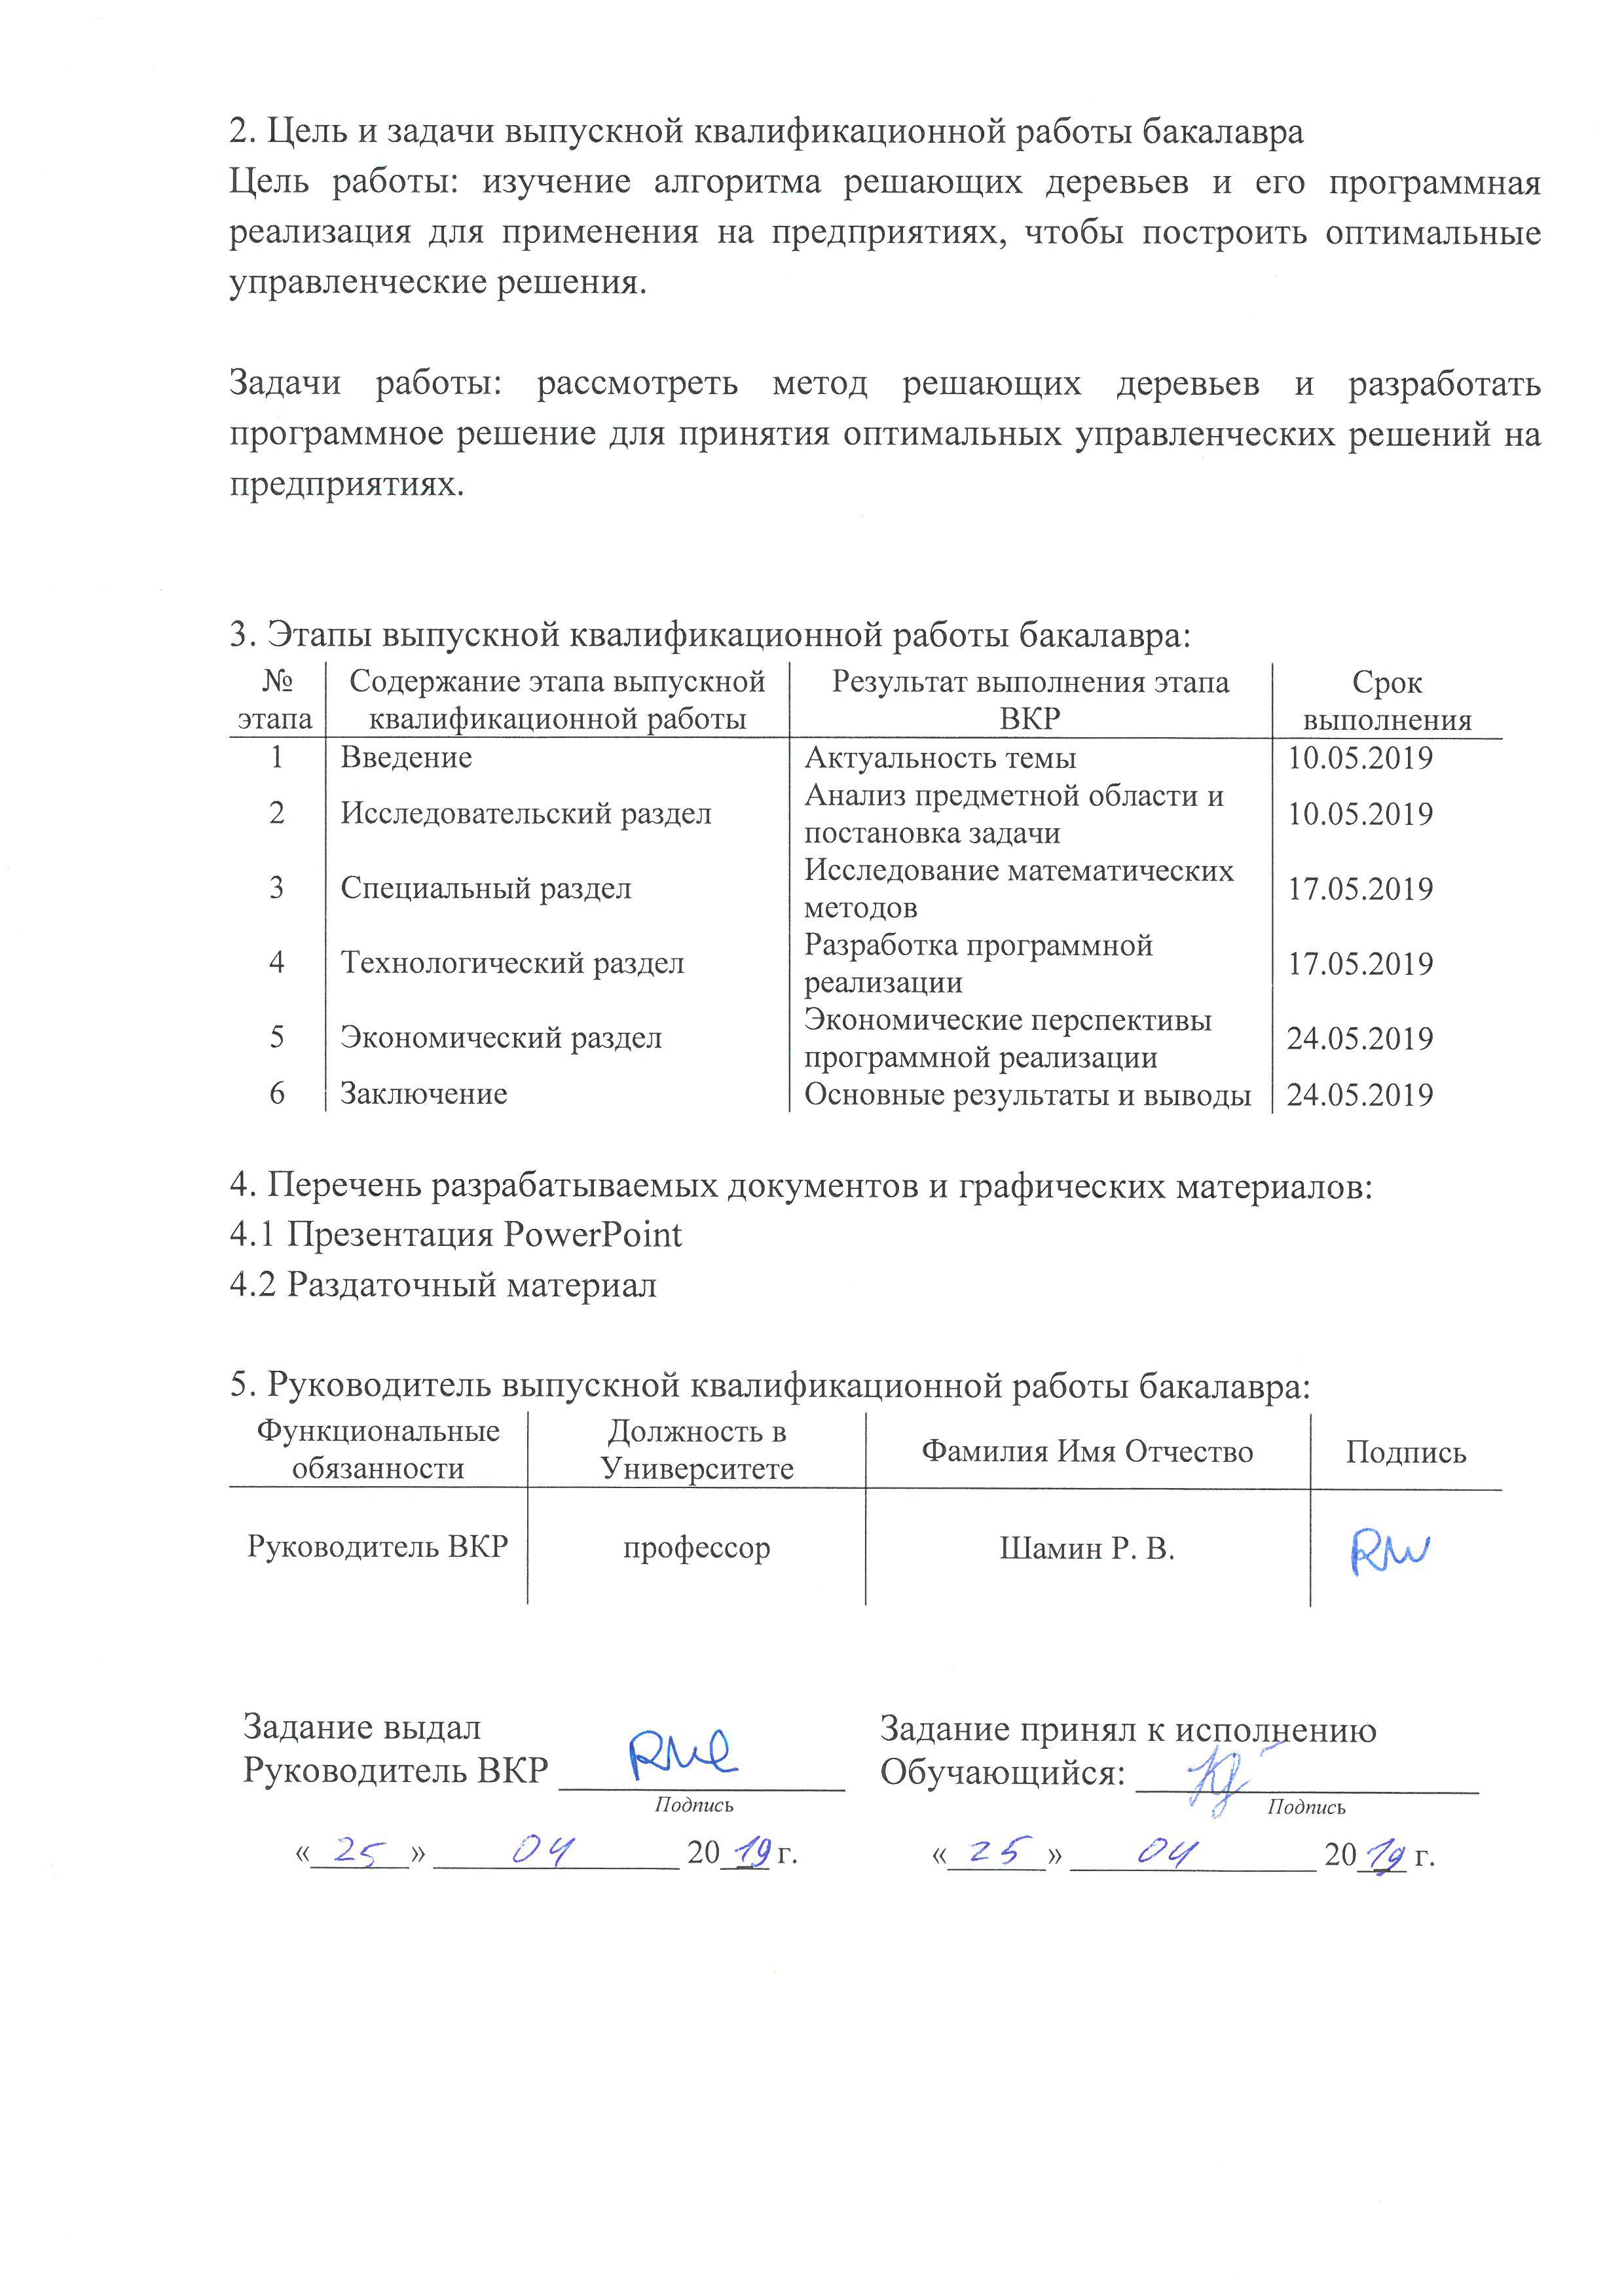 2. Цель и задачи выпускной квалификационной работы бакалавра
Цель работы: изучение алгоритма решающих деревьев и его программная
реализация для применения на предприятиях, чтобы построить оптимальные
управленческие решения.
Задачи работы: рассмотреть метод решающих деревьев и разработать
программное решение для принятия оптимальных управленческих решений на
предприятиях.
3. Этапы выпускной квалификационной работы бакалавра:
№ этапа Содержание этапа выпускной квалификационной работы Результат выполнения этапа ВКР Срок выполнения
1 Введение Актуальность темы 10.05.2019
2 Исследовательский раздел Анализ предметной области и постановка задачи 10.05.2019
3 Специальный раздел Исследование математических методов 17.05.2019
4 Технологический раздел Разработка программной реализации 17.05.2019
5 Экономический раздел Экономические перспективы программной реализации 24.05.2019
6 Заключение Основные результаты и выводы 24.05.2019
4. Перечень разрабатываемых документов и графических материалов:
4.1 Презентация PowerPoint
4.2 Раздаточный материал
5. Руководитель выпускной квалификационной работы бакалавра:
Функциональные обязанности Должность в Университете Фамилия Имя Отчество Подпись
Руководитель ВКР профессор Шамин Р. В.
Задание выдал
Руководитель ВКР
Подпись
«25» 04 2019 г.
Задание принял к исполнению
Обучающийся:
Подпись
«25» 04 2019 г.